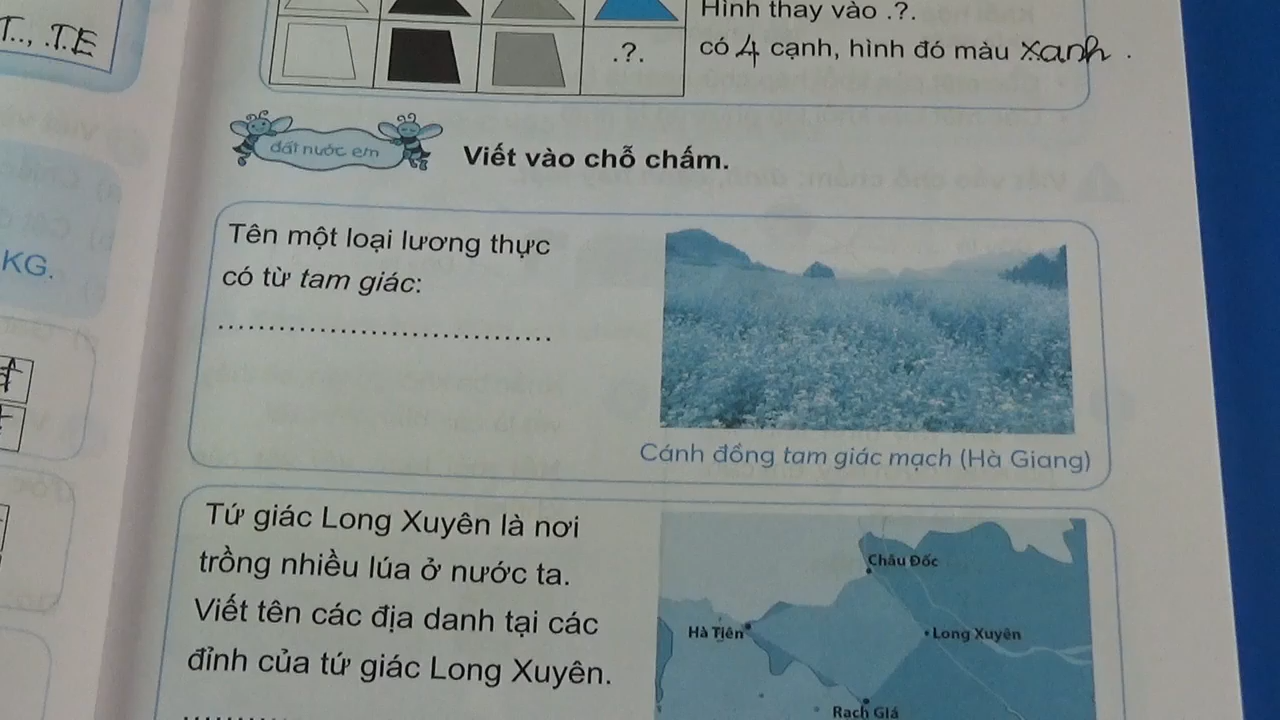 T.., .T.E
KG.
Hình thay vào .?.
có 4 cạnh, hình đó màu xanh .
.?.
đất nước em
Viết vào chỗ chấm.
Tên một loại lương thực
có từ tam giác:
Cánh đồng tam giác mạch (Hà Giang)
Tứ giác Long Xuyên là nơi
trồng nhiều lúa ở nước ta.
Viết tên các địa danh tại các
đỉnh của tứ giác Long Xuyên.
Châu Đốc
Hà Tiên
Long Xuyên
Rạch Giá